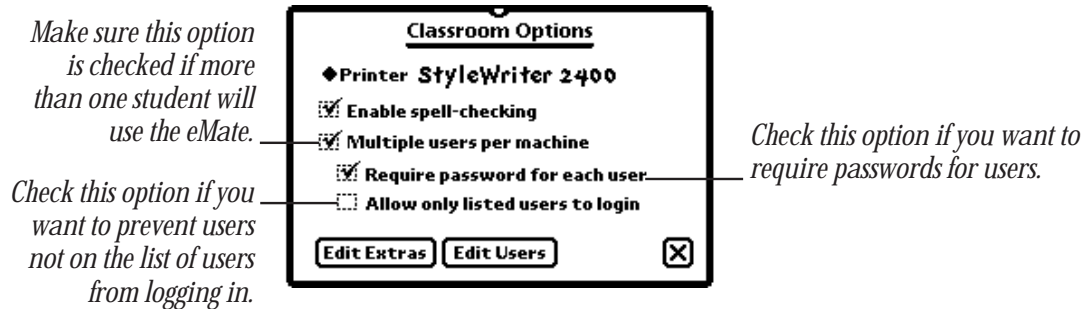 Make sure this option
is checked if more
than one student will
use the eMate.
Check this option if you
want to prevent users
not on the list of users
from logging in.
Classroom Options
◆Printer StyleWriter 2400
Enable spell-checking
Multiple users per machine
Require password for each user
Allow only listed users to login
Edit Extras
Edit Users
Check this option if you want to
require passwords for users.